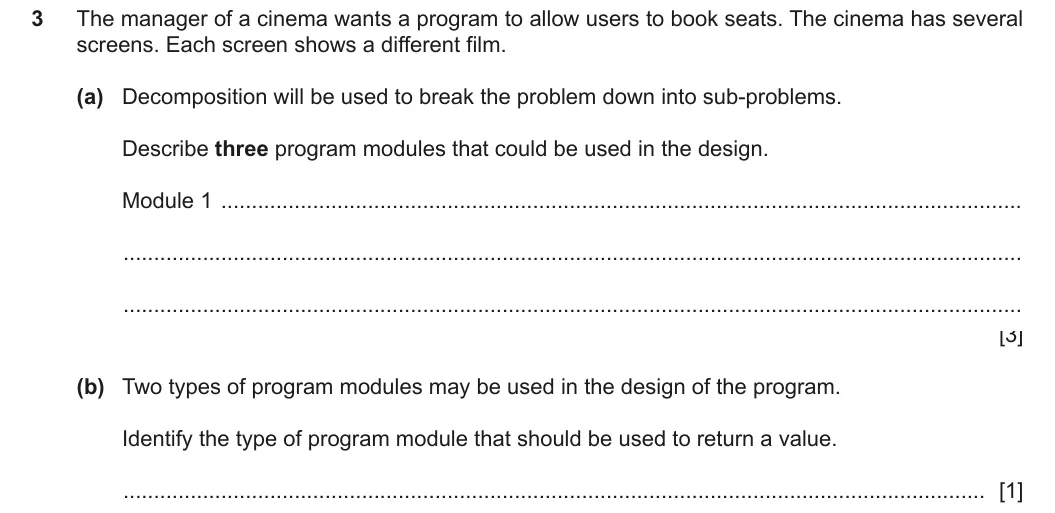 3 The manager of a cinema wants a program to allow users to book seats. The cinema has several
screens. Each screen shows a different film.
(a) Decomposition will be used to break the problem down into sub-problems.
Describe three program modules that could be used in the design.
Module 1 ....................................................................................................................................
....................................................................................................................................................
....................................................................................................................................................
[3]
(b) Two types of program modules may be used in the design of the program.
Identify the type of program module that should be used to return a value.
.............................................................................................................................................. [1]